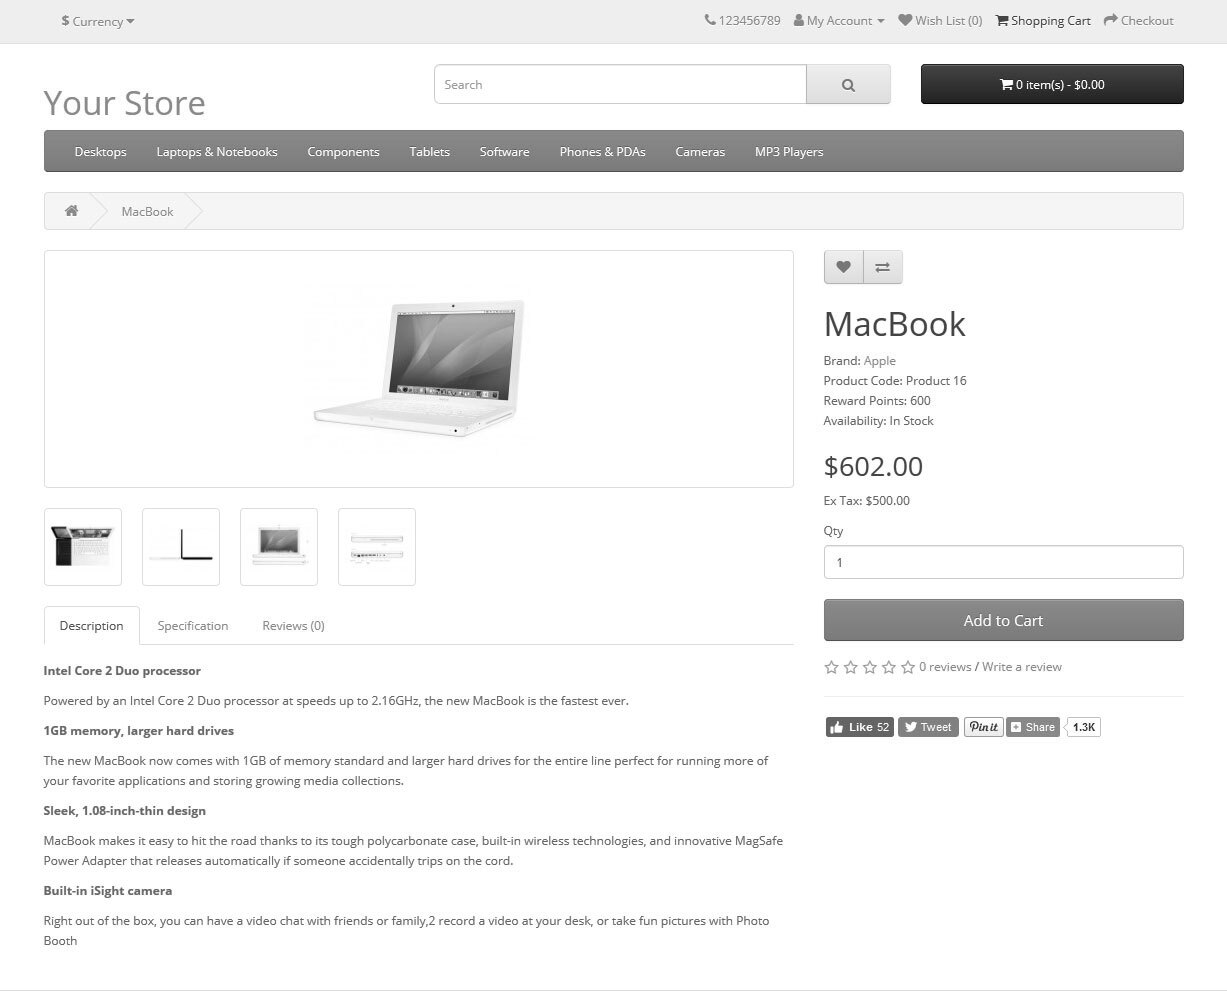 $ Currency
123456789 My Account Wish List (0) Shopping Cart Checkout
Your Store
Search
0 item(s) - $0.00
Desktops Laptops & Notebooks Components Tablets Software Phones & PDAs Cameras MP3 Players
MacBook
MacBook
Brand: Apple
Product Code: Product 16
Reward Points: 600
Availability: In Stock
$602.00
Ex Tax: $500.00
Qty
1
Add to Cart
0 reviews / Write a review
Like 52 Tweet Pin it Share 1.3K
Description Specification Reviews (0)
Intel Core 2 Duo processor
Powered by an Intel Core 2 Duo processor at speeds up to 2.16GHz, the new MacBook is the fastest ever.
1GB memory, larger hard drives
The new MacBook now comes with 1GB of memory standard and larger hard drives for the entire line perfect for running more of
your favorite applications and storing growing media collections.
Sleek, 1.08-inch-thin design
MacBook makes it easy to hit the road thanks to its tough polycarbonate case, built-in wireless technologies, and innovative MagSafe
Power Adapter that releases automatically if someone accidentally trips on the cord.
Built-in iSight camera
Right out of the box, you can have a video chat with friends or family,2 record a video at your desk, or take fun pictures with Photo
Booth